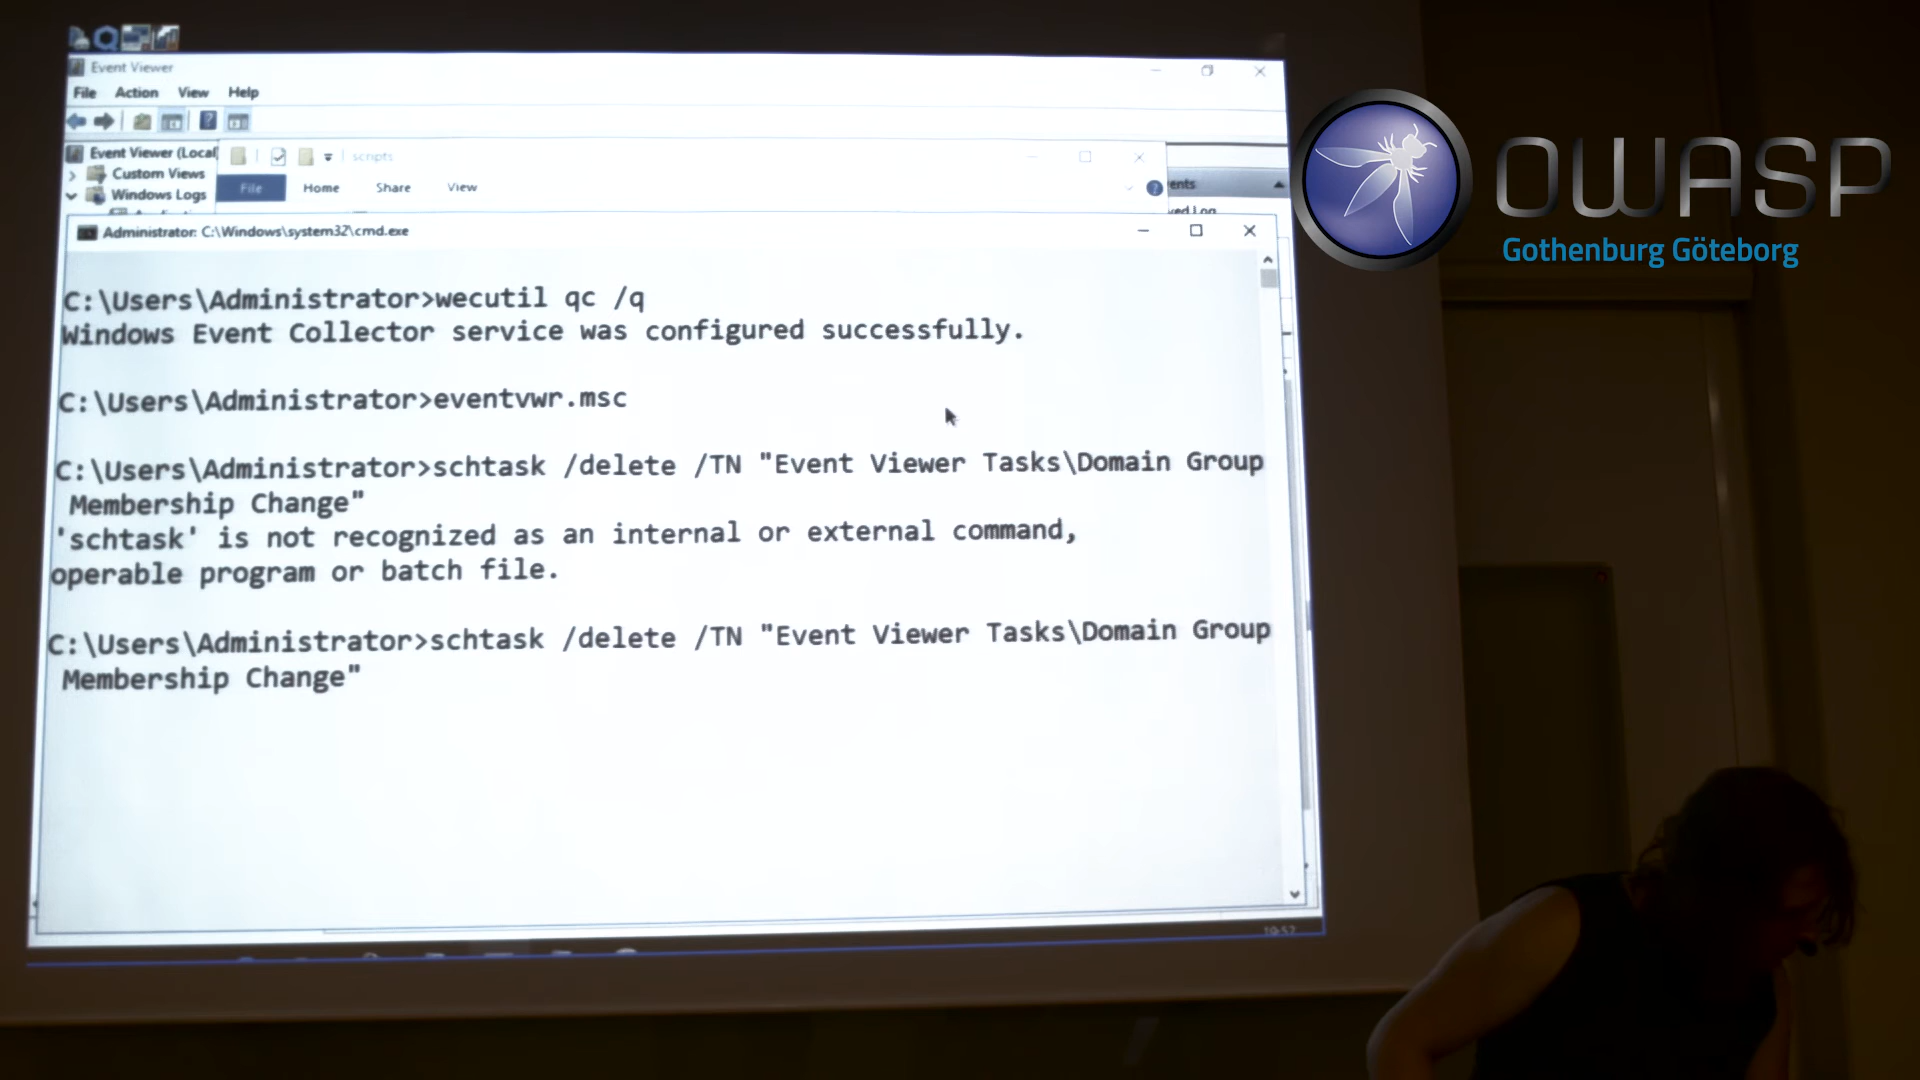 Event Viewer
File Action View Help
Event Viewer (Local
Custom Views
Windows Logs
scripts
File Home Share View
ents
Administrator: C:\Windows\system32\cmd.exe
C:\Users\Administrator>wecutil qc /q
Windows Event Collector service was configured successfully.
C:\Users\Administrator>eventvwr.msc
C:\Users\Administrator>schtask /delete /TN "Event Viewer Tasks\Domain Group
Membership Change"
'schtask' is not recognized as an internal or external command,
operable program or batch file.
C:\Users\Administrator>schtask /delete /TN "Event Viewer Tasks\Domain Group
Membership Change"
10:57
OWASP
Gothenburg Göteborg